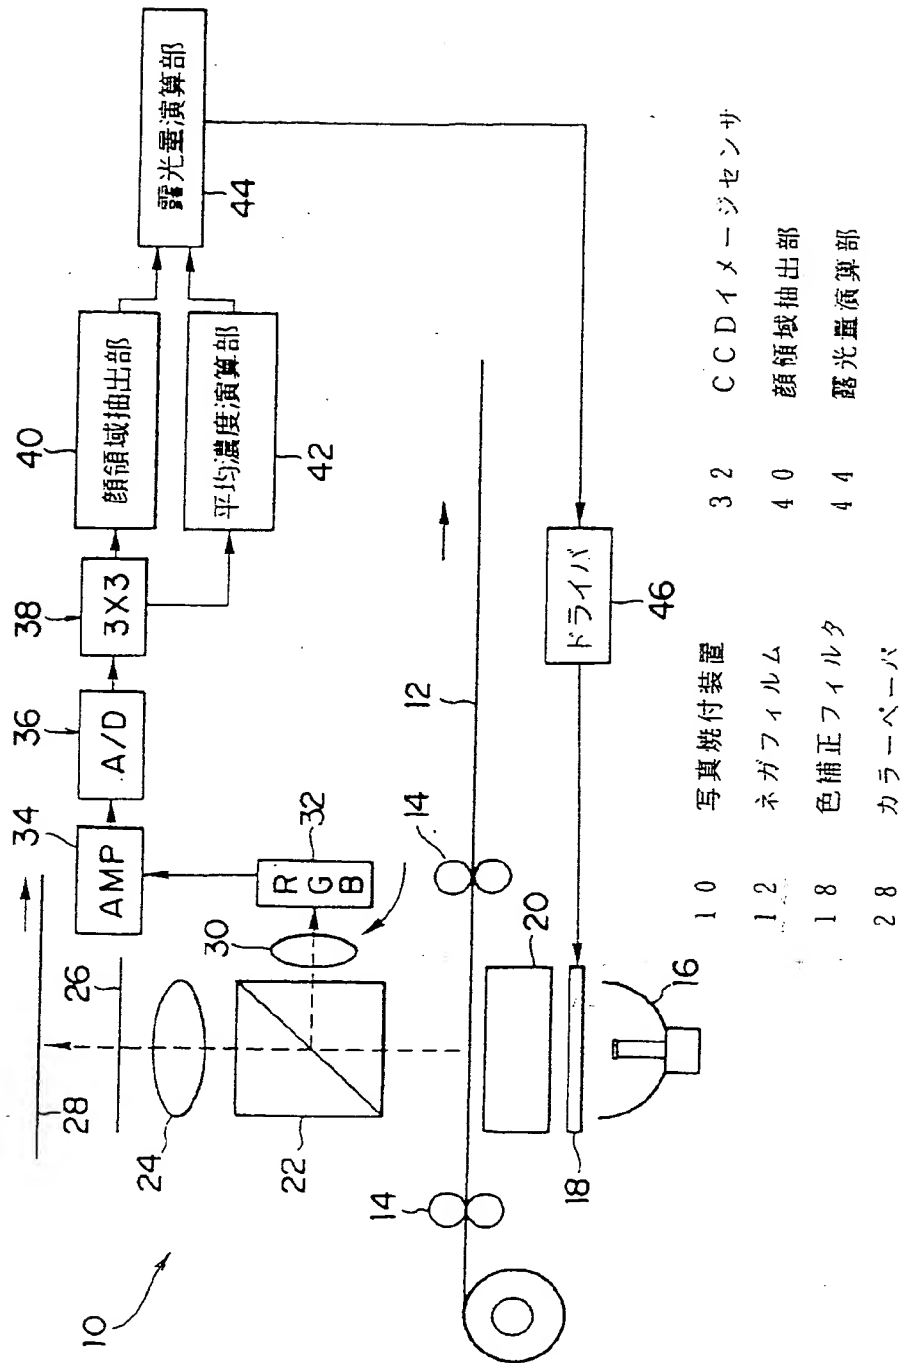 10
28
26
24
22
14
34
AMP
36
A/D
38
3X3
40
顔領域抽出部
平均濃度演算部
42
露光量演算部
44
30
R
G
B
32
14
12
20
18
16
ドライバ
46
10 写真焼付装置
12 ネガフィルム
18 色補正フィルタ
28 カラーペーパ
32 CCDイメージセンサ
40 顔領域抽出部
44 露光量演算部